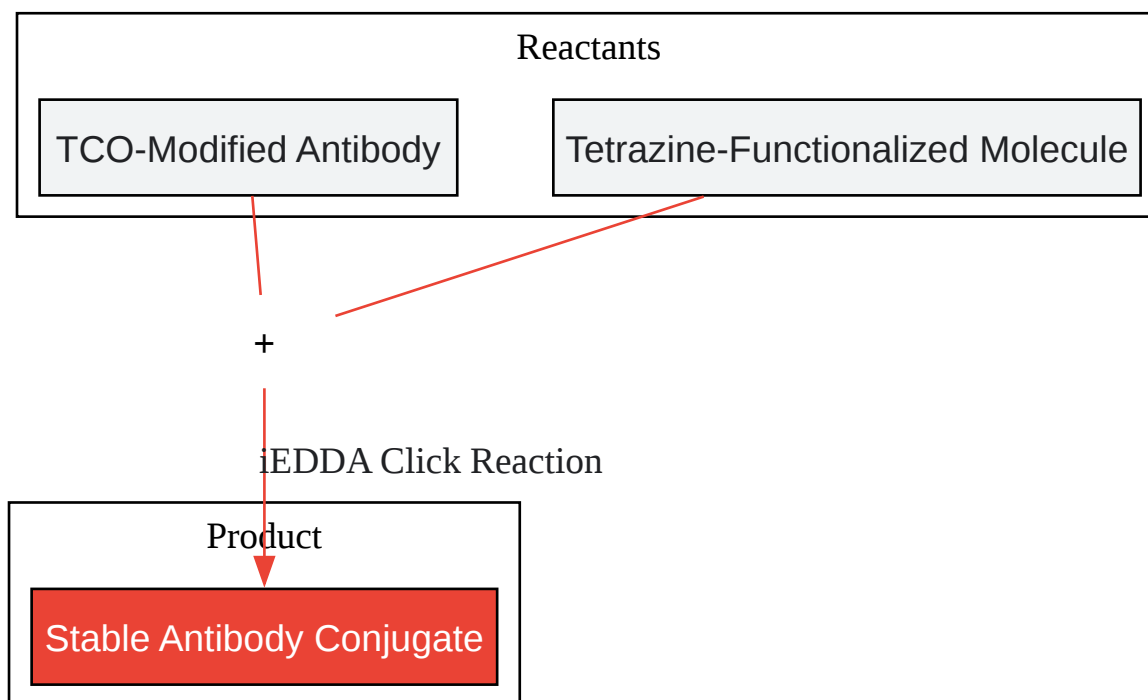 Reactants
TCO-Modified Antibody
Tetrazine-Functionalized Molecule
+
iEDDA Click Reaction
Product
Stable Antibody Conjugate